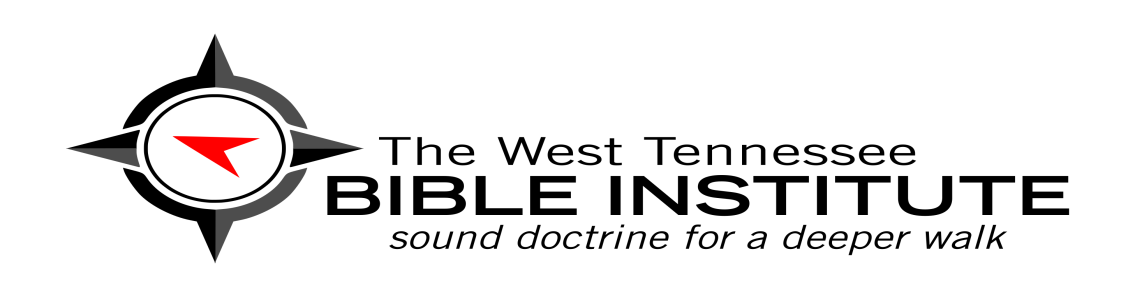 The West Tennessee
BIBLE INSTITUTE
sound doctrine for a deeper walk